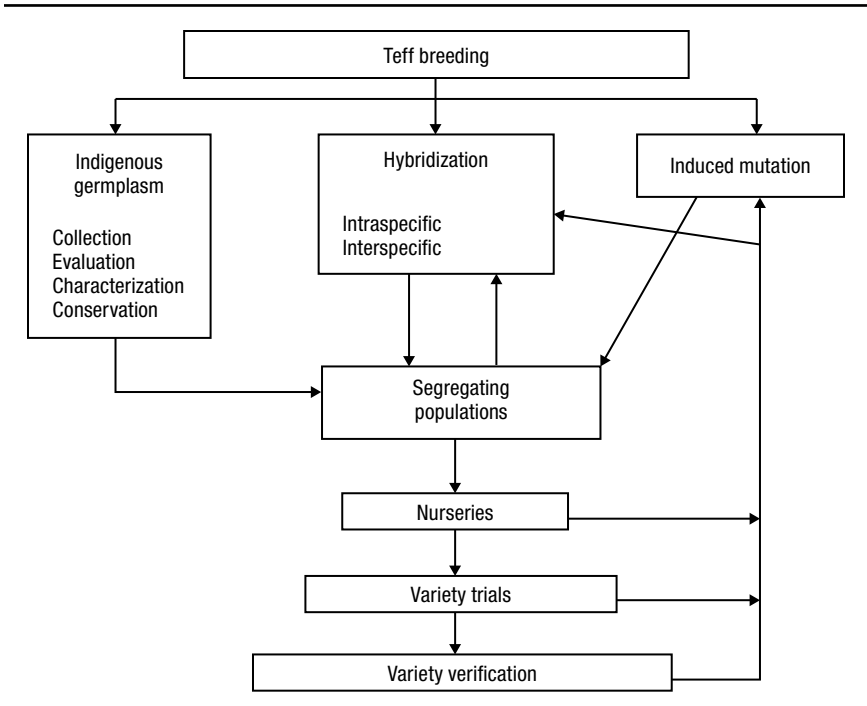 Teff breeding
Indigenous
germplasm
Collection
Evaluation
Characterization
Conservation
Hybridization
Intraspecific
Interspecific
Induced mutation
Segregating
populations
Nurseries
Variety trials
Variety verification